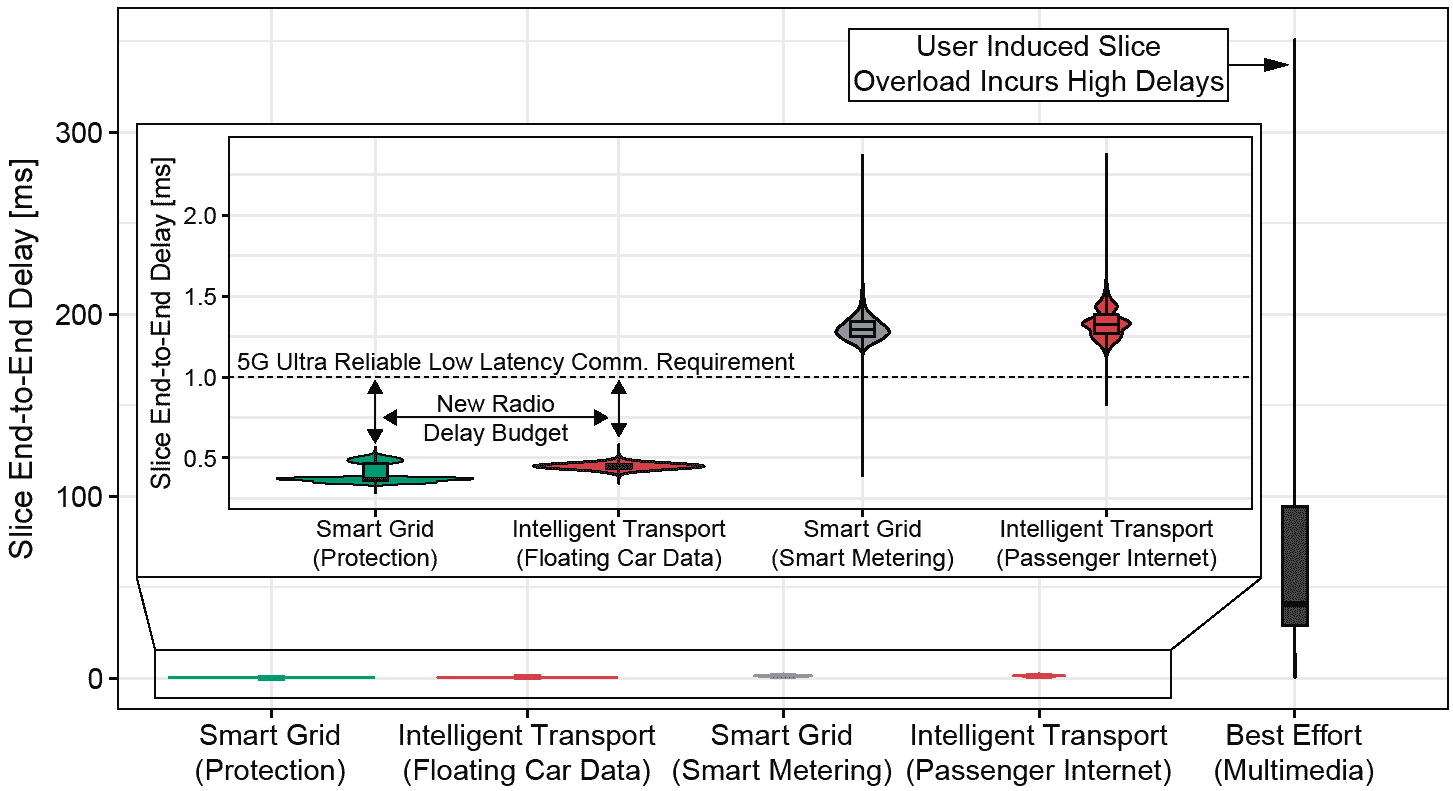 User Induced Slice
Overload Incurs High Delays
Slice End-to-End Delay [ms]
300
200
100
0
Slice End-to-End Delay [ms]
2.0
1.5
1.0
0.5
5G Ultra Reliable Low Latency Comm. Requirement
New Radio
Delay Budget
Smart Grid
(Protection)
Intelligent Transport
(Floating Car Data)
Smart Grid
(Smart Metering)
Intelligent Transport
(Passenger Internet)
Smart Grid
(Protection)
Intelligent Transport
(Floating Car Data)
Smart Grid
(Smart Metering)
Intelligent Transport
(Passenger Internet)
Best Effort
(Multimedia)